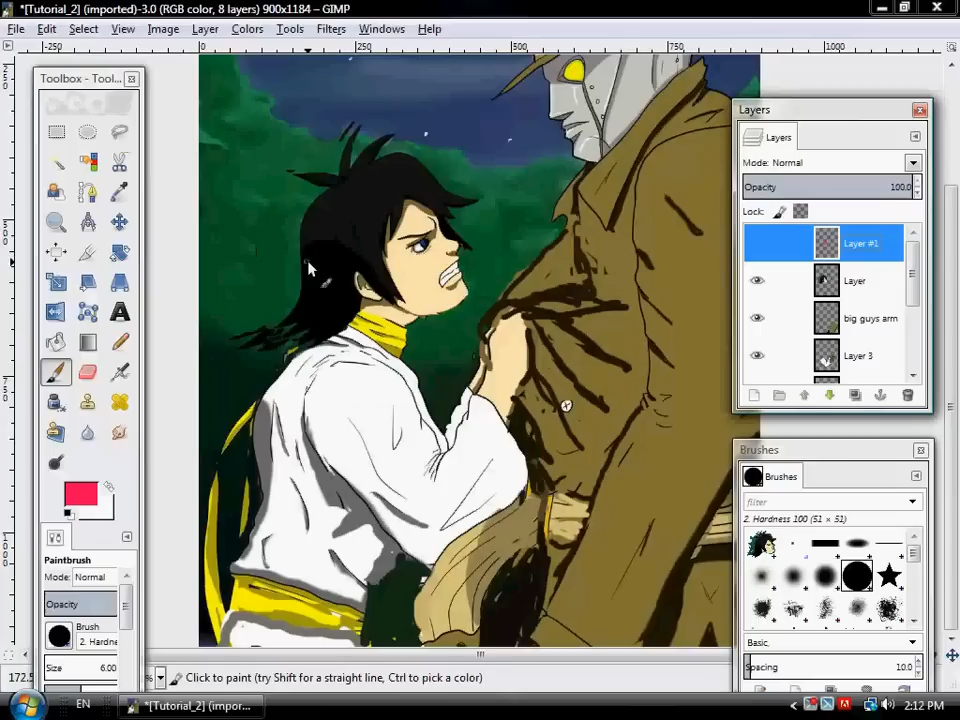 *[Tutorial_2] (imported)-3.0 (RGB color, 8 layers) 900x1184 – GIMP
File Edit Select View Image Layer Colors Tools Filters Windows Help
-250 0 250 500 750 1000
Toolbox - Tool...
Layers
Layers
Mode: Normal
Opacity 100.0
Lock:
Layer #1
Layer
big guys arm
Layer 3
Brushes
Brushes
filter
2. Hardness 100 (51 × 51)
Basic,
Spacing 10.0
Paintbrush
Mode: Normal
Opacity
Brush
2. Hardne
Size 6.00
172.5 % Click to paint (try Shift for a straight line, Ctrl to pick a color)
EN *[Tutorial_2] (impor... 2:12 PM